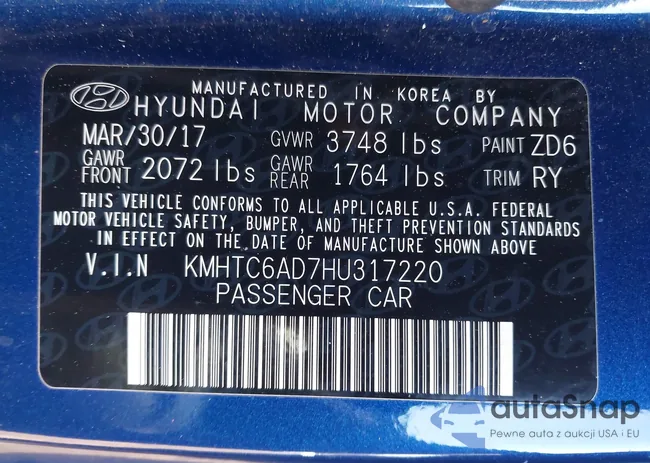 MANUFACTURED IN KOREA BY
HYUNDAI MOTOR COMPANY
MAR/30/17 GVWR 3748 lbs PAINT ZD6
GAWR FRONT 2072 lbs GAWR REAR 1764 lbs TRIM RY
THIS VEHICLE CONFORMS TO ALL APPLICABLE U.S.A. FEDERAL
MOTOR VEHICLE SAFETY, BUMPER, AND THEFT PREVENTION STANDARDS
IN EFFECT ON THE DATE OF MANUFACTURE SHOWN ABOVE
V.I.N KMHTC6AD7HU317220
PASSENGER CAR
autaSnap
Pewne auta z aukcji USA i EU